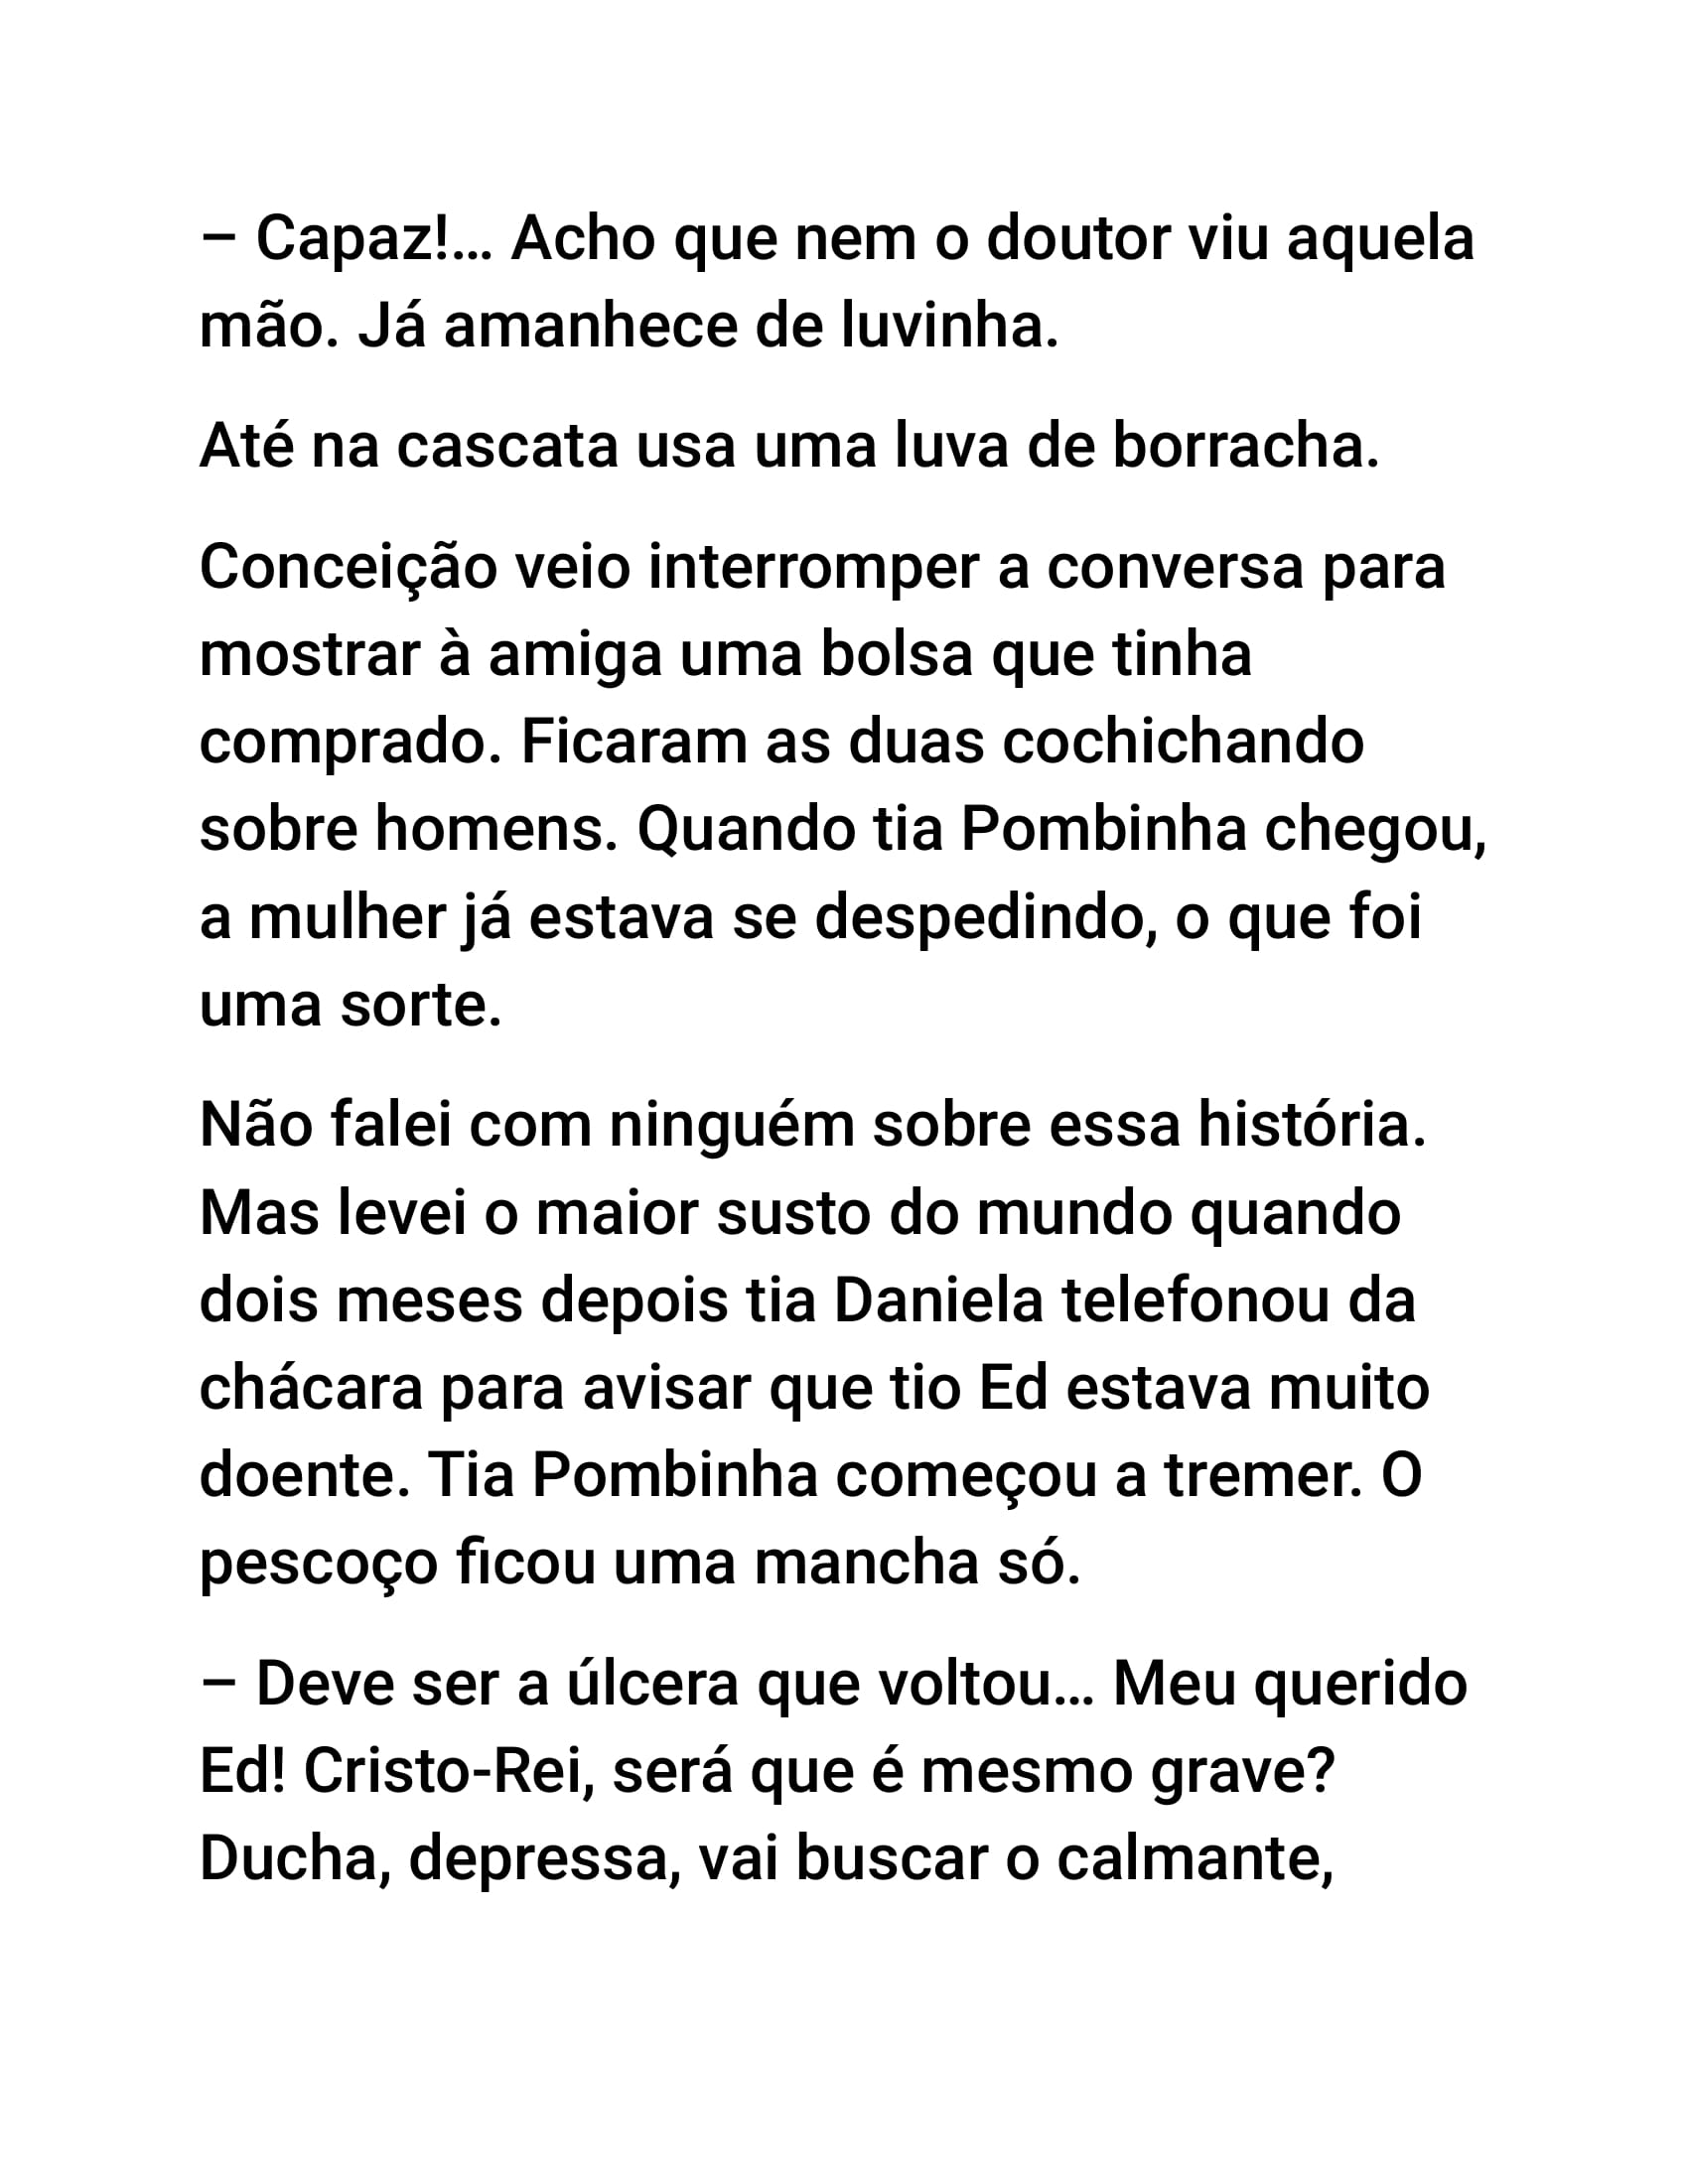 – Capaz!… Acho que nem o doutor viu aquela
mão. Já amanhece de luvinha.
Até na cascata usa uma luva de borracha.
Conceição veio interromper a conversa para
mostrar à amiga uma bolsa que tinha
comprado. Ficaram as duas cochichando
sobre homens. Quando tia Pombinha chegou,
a mulher já estava se despedindo, o que foi
uma sorte.
Não falei com ninguém sobre essa história.
Mas levei o maior susto do mundo quando
dois meses depois tia Daniela telefonou da
chácara para avisar que tio Ed estava muito
doente. Tia Pombinha começou a tremer. O
pescoço ficou uma mancha só.
– Deve ser a úlcera que voltou… Meu querido
Ed! Cristo-Rei, será que é mesmo grave?
Ducha, depressa, vai buscar o calmante,